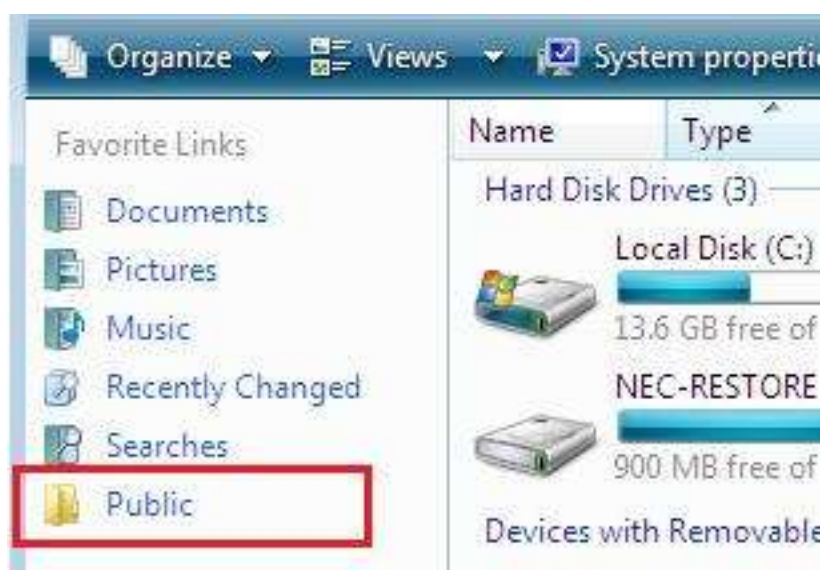 Organize Views System
Favorite Links
Documents
Pictures
Music
Recently Changed
Searches
Public
Name Type
Hard Disk Drives (3)
Local Disk (C:)
13.6 GB free of
NEC-RESTORE
900 MB free of
Devices with Removable